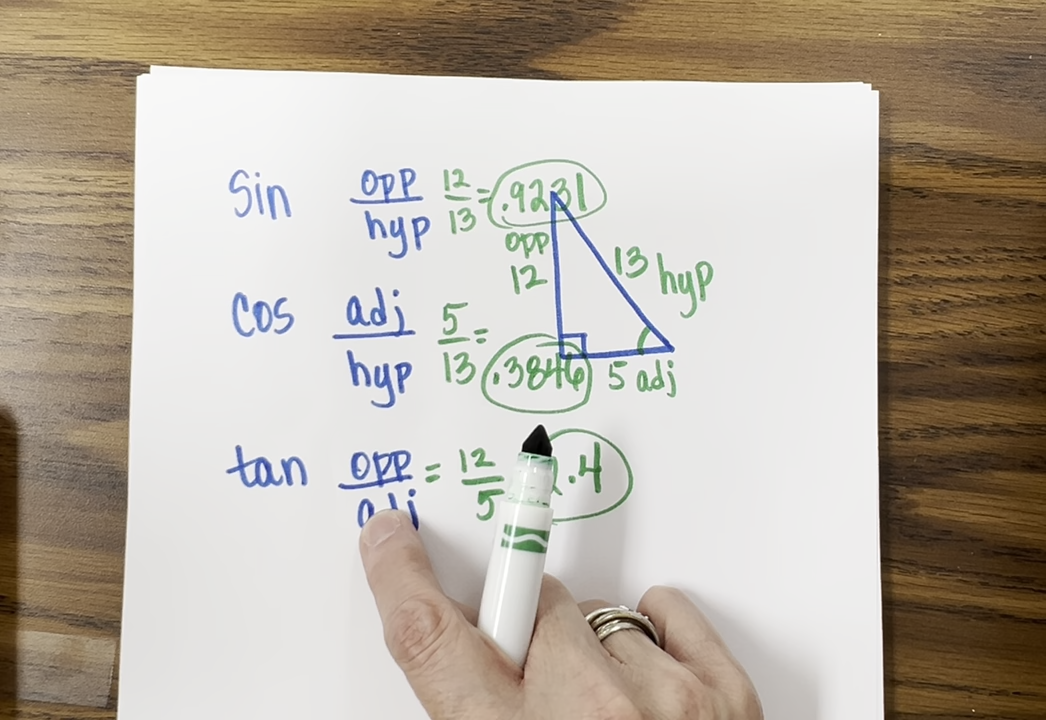 Sin opp/hyp 12/13 = .9231
opp
12
13 hyp
cos adj/hyp 5/13 = .3846
5 adj
tan opp/adj = 12/5 .4